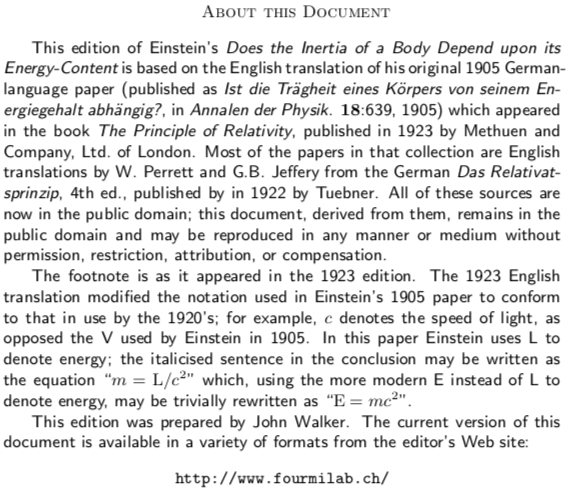 ABOUT THIS DOCUMENT
This edition of Einstein's Does the Inertia of a Body Depend upon its
Energy-Content is based on the English translation of his original 1905 German-
language paper (published as Ist die Trägheit eines Körpers von seinem En-
ergiegehalt abhängig?, in Annalen der Physik. 18:639, 1905) which appeared
in the book The Principle of Relativity, published in 1923 by Methuen and
Company, Ltd. of London. Most of the papers in that collection are English
translations by W. Perrett and G.B. Jeffery from the German Das Relativat-
sprinzip, 4th ed., published by in 1922 by Tuebner. All of these sources are
now in the public domain; this document, derived from them, remains in the
public domain and may be reproduced in any manner or medium without
permission, restriction, attribution, or compensation.
The footnote is as it appeared in the 1923 edition. The 1923 English
translation modified the notation used in Einstein's 1905 paper to conform
to that in use by the 1920's; for example, c denotes the speed of light, as
opposed the V used by Einstein in 1905. In this paper Einstein uses L to
denote energy; the italicised sentence in the conclusion may be written as
the equation "m = L/c²" which, using the more modern E instead of L to
denote energy, may be trivially rewritten as "E = mc²".
This edition was prepared by John Walker. The current version of this
document is available in a variety of formats from the editor's Web site:
http://www.fourmilab.ch/